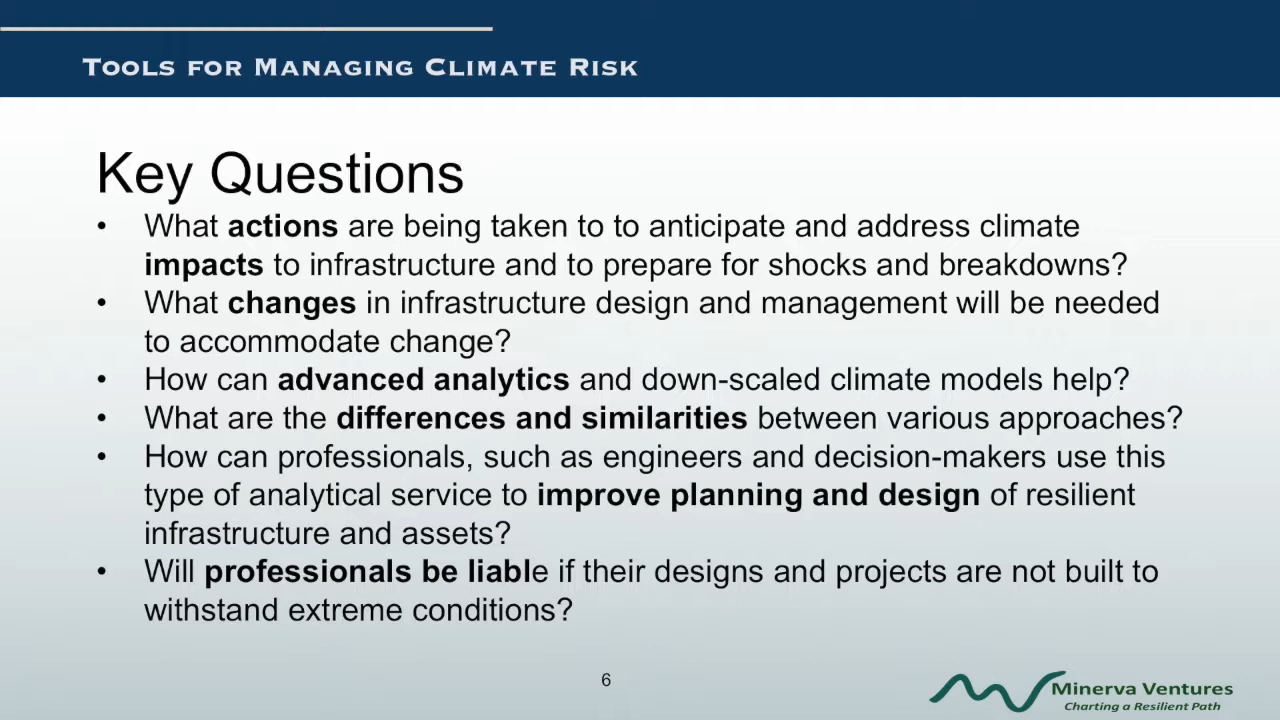 Tools for Managing Climate Risk
Key Questions
• What actions are being taken to to anticipate and address climate
impacts to infrastructure and to prepare for shocks and breakdowns?
• What changes in infrastructure design and management will be needed
to accommodate change?
• How can advanced analytics and down-scaled climate models help?
• What are the differences and similarities between various approaches?
• How can professionals, such as engineers and decision-makers use this
type of analytical service to improve planning and design of resilient
infrastructure and assets?
• Will professionals be liable if their designs and projects are not built to
withstand extreme conditions?
6
Minerva Ventures
Charting a Resilient Path